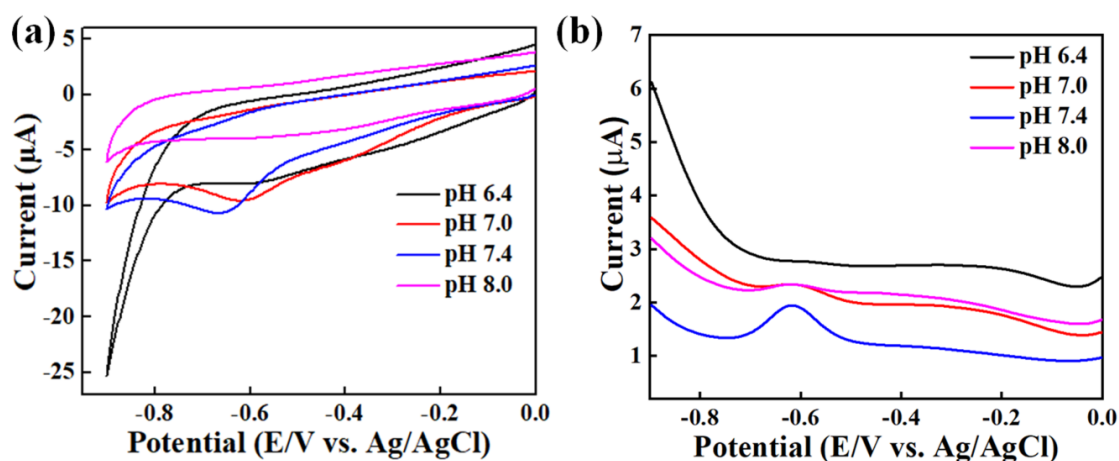 (a)
Current (μA)
5
0
-5
-10
-15
-20
-25
pH 6.4
pH 7.0
pH 7.4
pH 8.0
-0.8
-0.6
-0.4
-0.2
0.0
Potential (E/V vs. Ag/AgCl)
(b)
Current (μA)
7
6
5
4
3
2
1
pH 6.4
pH 7.0
pH 7.4
pH 8.0
-0.8
-0.6
-0.4
-0.2
0.0
Potential (E/V vs. Ag/AgCl)